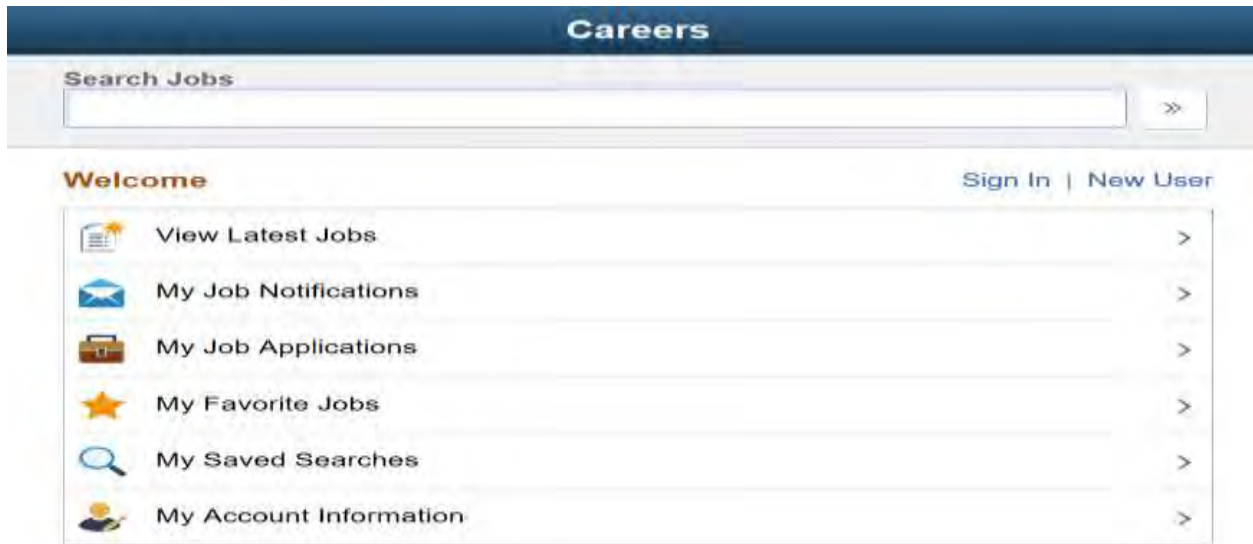 Careers
Search Jobs
»
Welcome
Sign In | New User
View Latest Jobs >
My Job Notifications >
My Job Applications >
My Favorite Jobs >
My Saved Searches >
My Account Information >